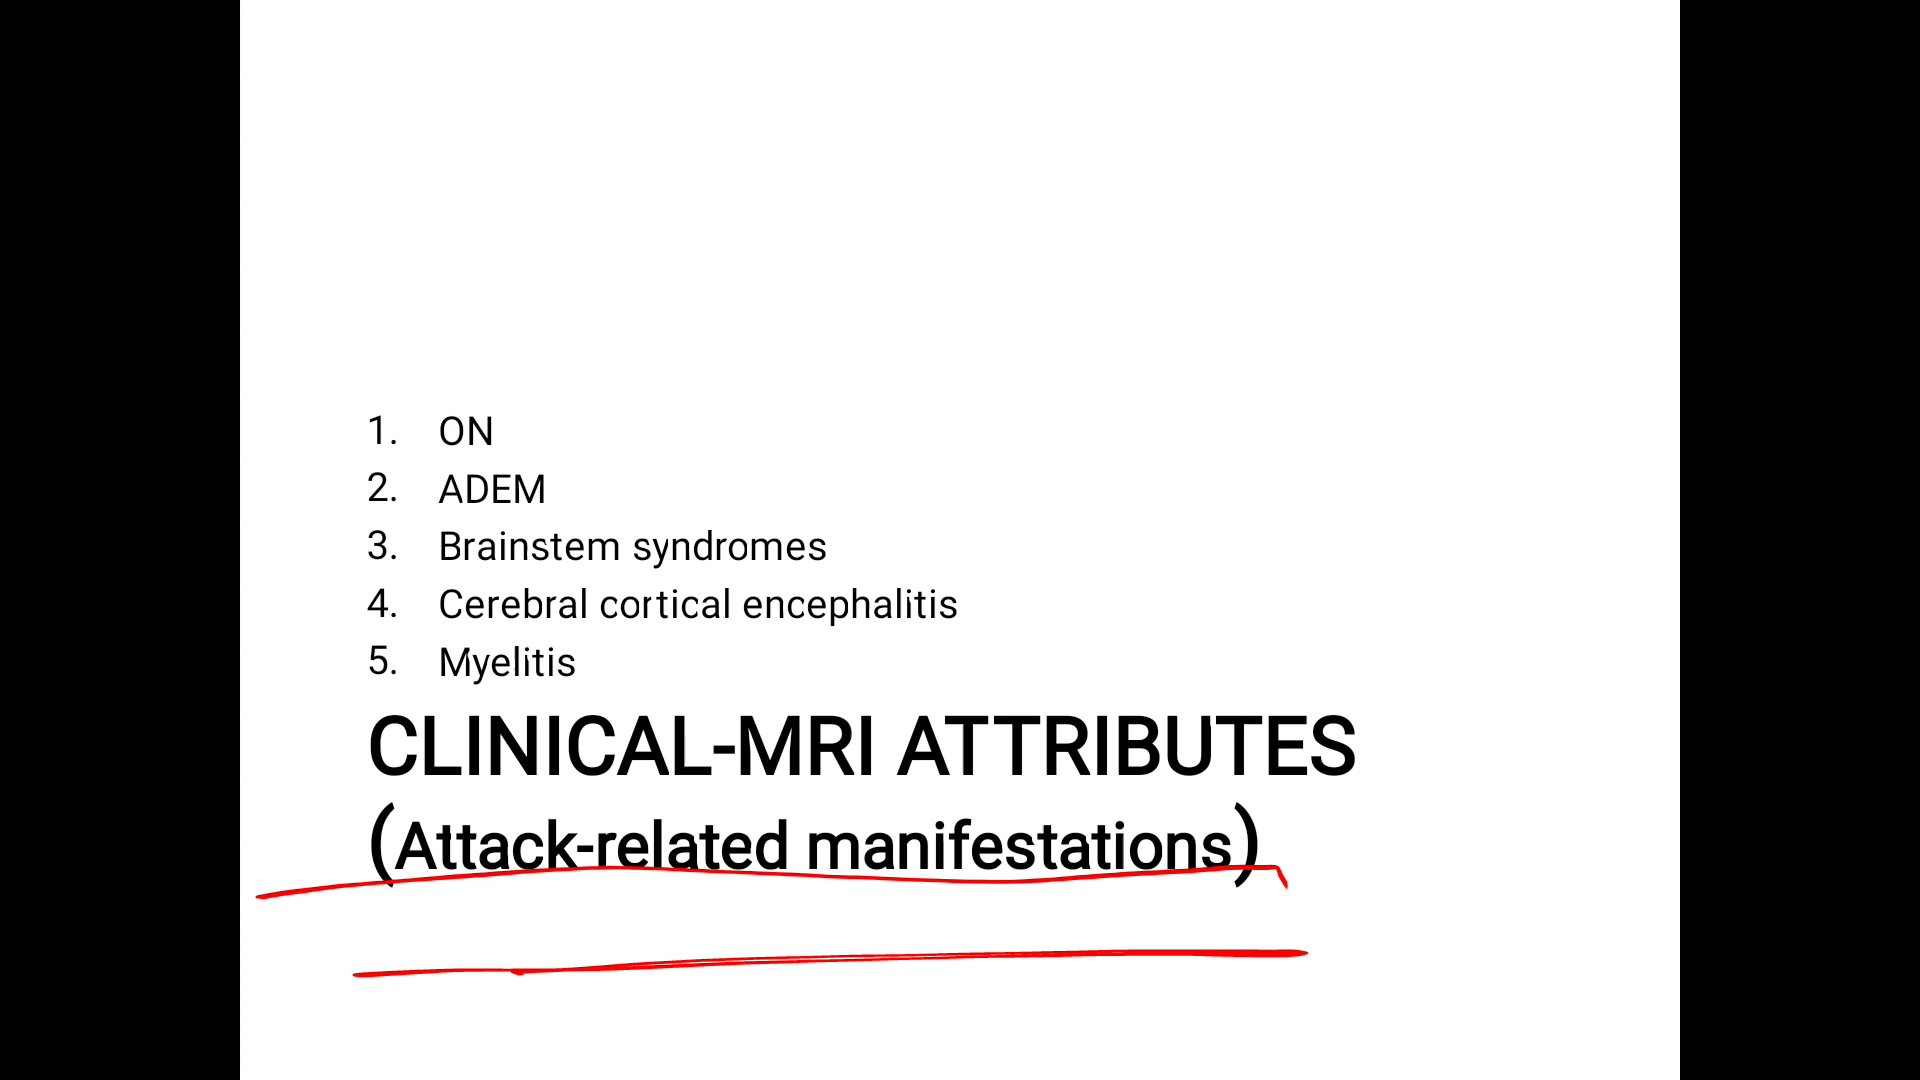 1. ON
2. ADEM
3. Brainstem syndromes
4. Cerebral cortical encephalitis
5. Myelitis
CLINICAL-MRI ATTRIBUTES
(Attack-related manifestations)